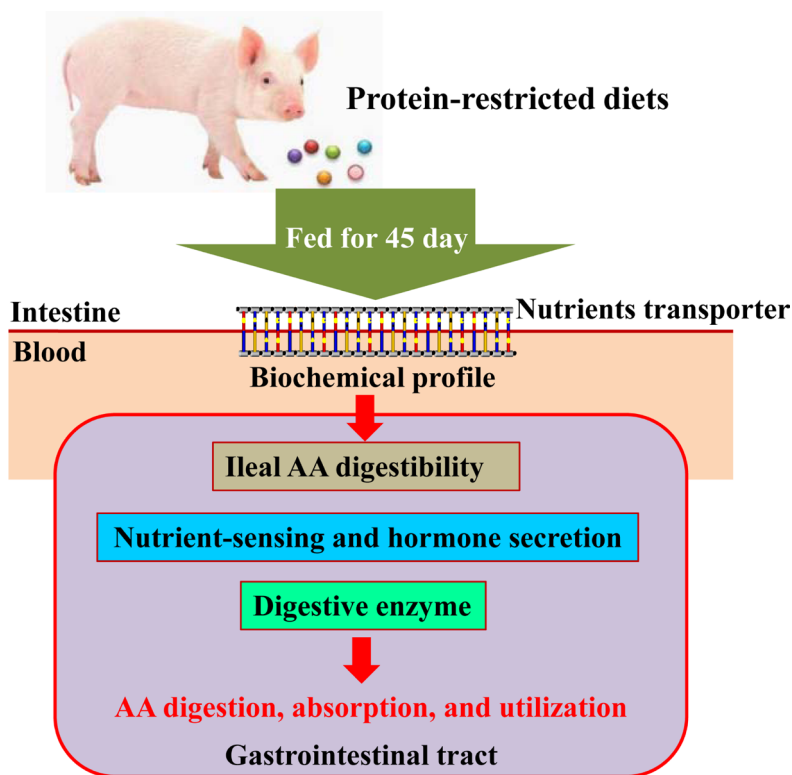 Protein-restricted diets
Fed for 45 day
Intestine
Nutrients transporter
Blood
Biochemical profile
Ileal AA digestibility
Nutrient-sensing and hormone secretion
Digestive enzyme
AA digestion, absorption, and utilization
Gastrointestinal tract